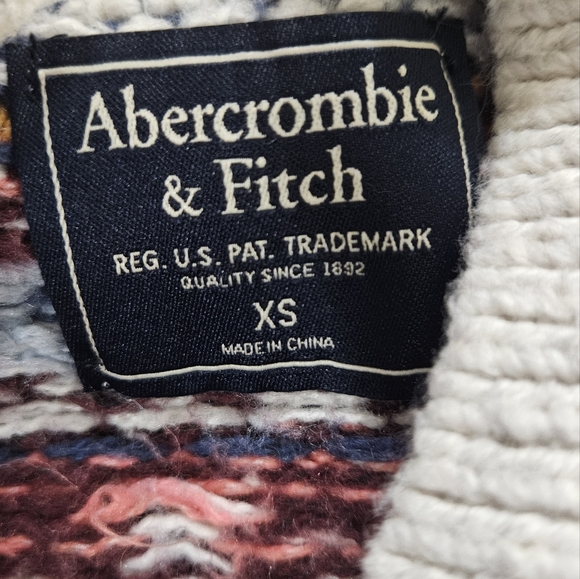 Abercrombie
& Fitch
REG. U.S. PAT. TRADEMARK
QUALITY SINCE 1892
XS
MADE IN CHINA